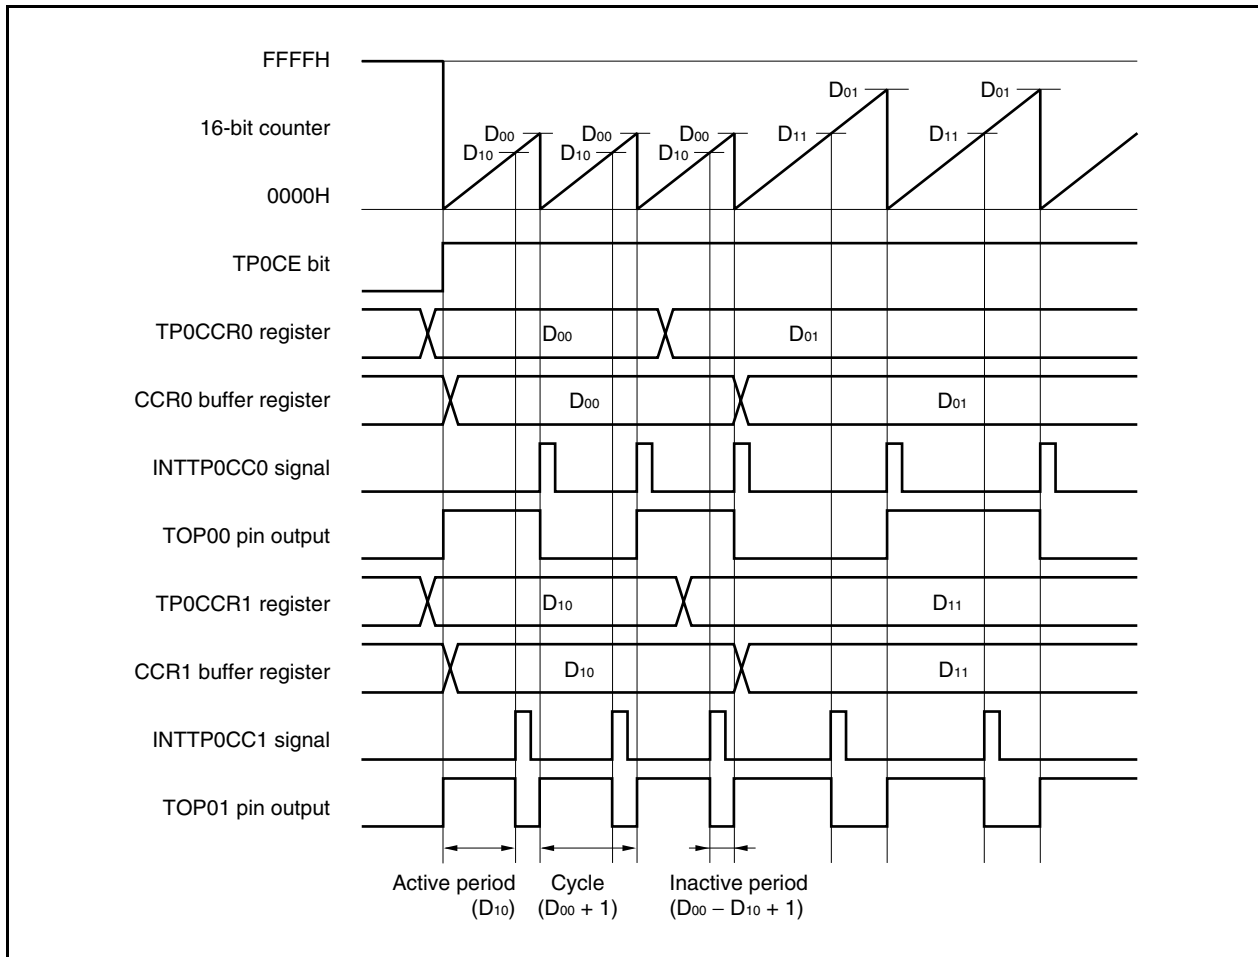 FFFFH
D01 D01
16-bit counter
D00 D00 D00 D11 D11
D10 D10 D10
0000H
TP0CE bit
TP0CCR0 register D00 D01
CCR0 buffer register D00 D01
INTTP0CC0 signal
TOP00 pin output
TP0CCR1 register D10 D11
CCR1 buffer register D10 D11
INTTP0CC1 signal
TOP01 pin output
Active period Cycle Inactive period
(D10) (D00 + 1) (D00 − D10 + 1)